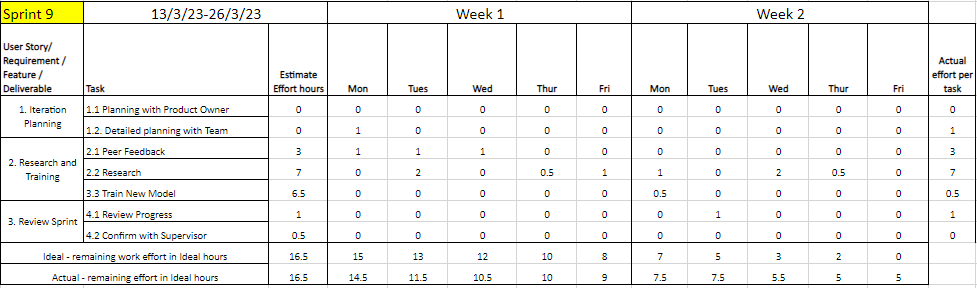 Sprint 9 13/3/23-26/3/23 Week 1 Week 2
User Story/
Requirement /
Feature /
Deliverable Task Estimate Effort hours Mon Tues Wed Thur Fri Mon Tues Wed Thur Fri Actual effort per task
1. Iteration Planning
1.1 Planning with Product Owner 0 0 0 0 0 0 0 0 0 0 0 0
1.2. Detailed planning with Team 0 1 0 0 0 0 0 0 0 0 0 1
2. Research and Training
2.1 Peer Feedback 3 1 1 1 0 0 0 0 0 0 0 3
2.2 Research 7 0 2 0 0.5 1 1 0 2 0.5 0 7
3.3 Train New Model 6.5 0 0 0 0 0 0.5 0 0 0 0 0.5
3. Review Sprint
4.1 Review Progress 1 0 0 0 0 0 0 1 0 0 0 1
4.2 Confirm with Supervisor 0.5 0 0 0 0 0 0 0 0 0 0 0
Ideal - remaining work effort in Ideal hours 16.5 15 13 12 10 8 7 5 3 2 0
Actual - remaining effort in Ideal hours 16.5 14.5 11.5 10.5 10 9 7.5 7.5 5.5 5 5